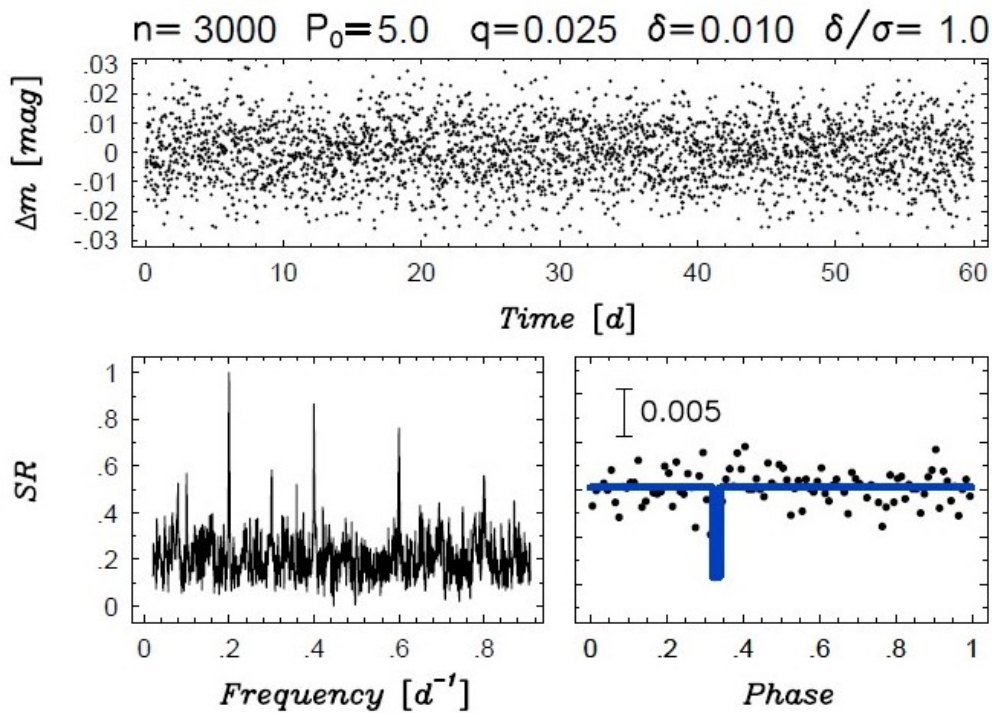 n= 3000 P₀=5.0 q=0.025 δ=0.010 δ/σ= 1.0
.03
.02
.01
0
-.01
-.02
-.03
Δm [mag]
0 10 20 30 40 50 60
Time [d]
1
.8
.6
.4
.2
0
SR
0 .2 .4 .6 .8
Frequency [d⁻¹]
0.005
0 .2 .4 .6 .8 1
Phase